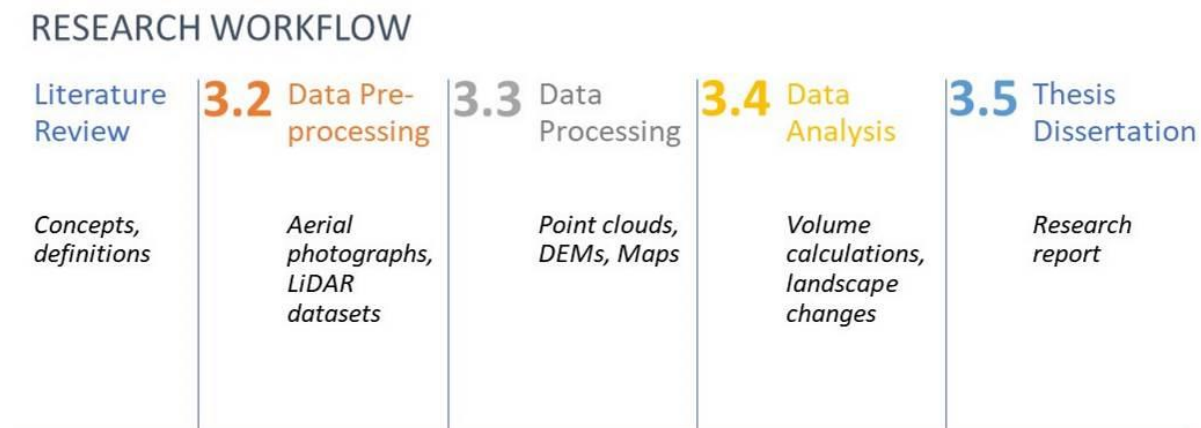 RESEARCH WORKFLOW
Literature
Review
Concepts,
definitions
3.2 Data Pre-
processing
Aerial
photographs,
LiDAR
datasets
3.3 Data
Processing
Point clouds,
DEMs, Maps
3.4 Data
Analysis
Volume
calculations,
landscape
changes
3.5 Thesis
Dissertation
Research
report